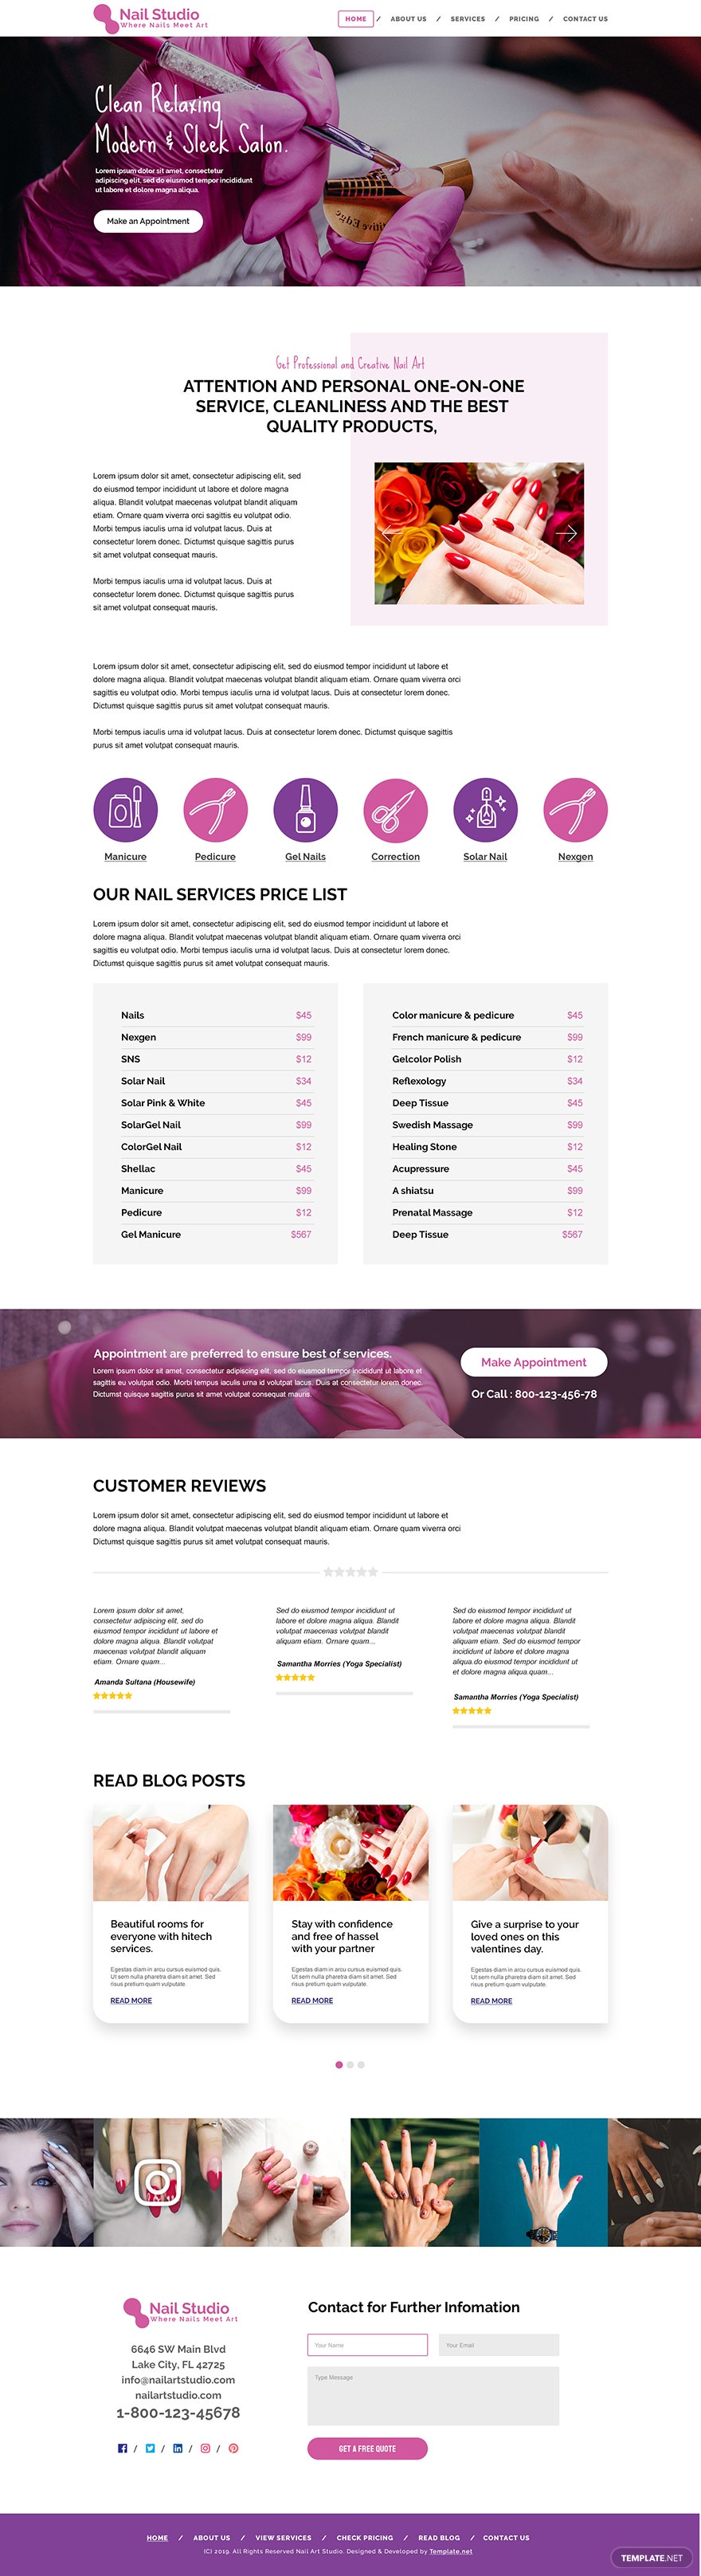 Nail Studio
Where Nails Meet Art
HOME / ABOUT US / SERVICES / PRICING / CONTACT US
Clean Relaxing
Modern & Sleek Salon.
Lorem ipsum dolor sit amet, consectetur
adipiscing elit, sed do eiusmod tempor incididunt
ut labore et dolore magna aliqua.
Make an Appointment
Get Professional and Creative Nail Art
ATTENTION AND PERSONAL ONE-ON-ONE
SERVICE, CLEANLINESS AND THE BEST
QUALITY PRODUCTS,
Lorem ipsum dolor sit amet, consectetur adipiscing elit, sed
do eiusmod tempor incididunt ut labore et dolore magna
aliqua. Blandit volutpat maecenas volutpat blandit aliquam
etiam. Ornare quam viverra orci sagittis eu volutpat odio.
Morbi tempus iaculis urna id volutpat lacus. Duis at
consectetur lorem donec. Dictumst quisque sagittis purus
sit amet volutpat consequat mauris.
Morbi tempus iaculis urna id volutpat lacus. Duis at
consectetur lorem donec. Dictumst quisque sagittis purus
sit amet volutpat consequat mauris.
Lorem ipsum dolor sit amet, consectetur adipiscing elit, sed do eiusmod tempor incididunt ut labore et
dolore magna aliqua. Blandit volutpat maecenas volutpat blandit aliquam etiam. Ornare quam viverra orci
sagittis eu volutpat odio. Morbi tempus iaculis urna id volutpat lacus. Duis at consectetur lorem donec.
Dictumst quisque sagittis purus sit amet volutpat consequat mauris.
Morbi tempus iaculis urna id volutpat lacus. Duis at consectetur lorem donec. Dictumst quisque sagittis
purus sit amet volutpat consequat mauris.
Manicure Pedicure Gel Nails Correction Solar Nail Nexgen
OUR NAIL SERVICES PRICE LIST
Lorem ipsum dolor sit amet, consectetur adipiscing elit, sed do eiusmod tempor incididunt ut labore et
dolore magna aliqua. Blandit volutpat maecenas volutpat blandit aliquam etiam. Ornare quam viverra orci
sagittis eu volutpat odio. Morbi tempus iaculis urna id volutpat lacus. Duis at consectetur lorem donec.
Dictumst quisque sagittis purus sit amet volutpat consequat mauris.
Nails $45
Nexgen $99
SNS $12
Solar Nail $34
Solar Pink & White $45
SolarGel Nail $99
ColorGel Nail $12
Shellac $45
Manicure $99
Pedicure $12
Gel Manicure $567
Color manicure & pedicure $45
French manicure & pedicure $99
Gelcolor Polish $12
Reflexology $34
Deep Tissue $45
Swedish Massage $99
Healing Stone $12
Acupressure $45
A shiatsu $99
Prenatal Massage $12
Deep Tissue $567
Appointment are preferred to ensure best of services.
Lorem ipsum dolor sit amet, consectetur adipiscing elit, sed do eiusmod tempor incididunt ut labore et
sagittis eu volutpat odio. Morbi tempus iaculis urna id volutpat lacus. Duis at consectetur lorem donec.
Dictumst quisque sagittis purus sit amet volutpat consequat mauris.
Make Appointment
Or Call : 800-123-456-78
CUSTOMER REVIEWS
Lorem ipsum dolor sit amet, consectetur adipiscing elit, sed do eiusmod tempor incididunt ut labore et
dolore magna aliqua. Blandit volutpat maecenas volutpat blandit aliquam etiam. Ornare quam viverra orci
Dictumst quisque sagittis purus sit amet volutpat consequat mauris.
Lorem ipsum dolor sit amet,
consectetur adipiscing elit, sed do
eiusmod tempor incididunt ut labore et
dolore magna aliqua. Blandit volutpat
maecenas volutpat blandit aliquam
etiam. Ornare quam...
Amanda Sultana (Housewife)
Sed do eiusmod tempor incididunt ut
labore et dolore magna aliqua. Blandit
volutpat maecenas volutpat blandit
aliquam etiam. Ornare quam...
Samantha Morries (Yoga Specialist)
Sed do eiusmod tempor incididunt ut
labore et dolore magna aliqua. Blandit
volutpat maecenas volutpat blandit
aliquam etiam. Sed do eiusmod tempor
incididunt ut labore et dolore magna
aliqua.do eiusmod tempor incididunt ut
et dolore magna aliqua.quam...
Samantha Morries (Yoga Specialist)
READ BLOG POSTS
Beautiful rooms for
everyone with hitech
services.
Egestas diam in arcu cursus euismod quis.
Ut sem nulla pharetra diam sit amet. Sed
risus pretium quam vulputate.
READ MORE
Stay with confidence
and free of hassel
with your partner
Egestas diam in arcu cursus euismod quis.
Ut sem nulla pharetra diam sit amet. Sed
risus pretium quam vulputate.
READ MORE
Give a surprise to your
loved ones on this
valentines day.
Egestas diam in arcu cursus euismod quis.
Ut sem nulla pharetra diam sit amet. Sed
risus pretium quam vulputate.
READ MORE
Nail Studio
Where Nails Meet Art
6646 SW Main Blvd
Lake City, FL 42725
info@nailartstudio.com
nailartstudio.com
1-800-123-45678
Contact for Further Infomation
Your Name
Your Email
Type Message
GET A FREE QUOTE
HOME / ABOUT US / VIEW SERVICES / CHECK PRICING / READ BLOG / CONTACT US
(C) 2019. All Rights Reserved Nail Art Studio. Designed & Developed by Template.net
TEMPLATE.NET